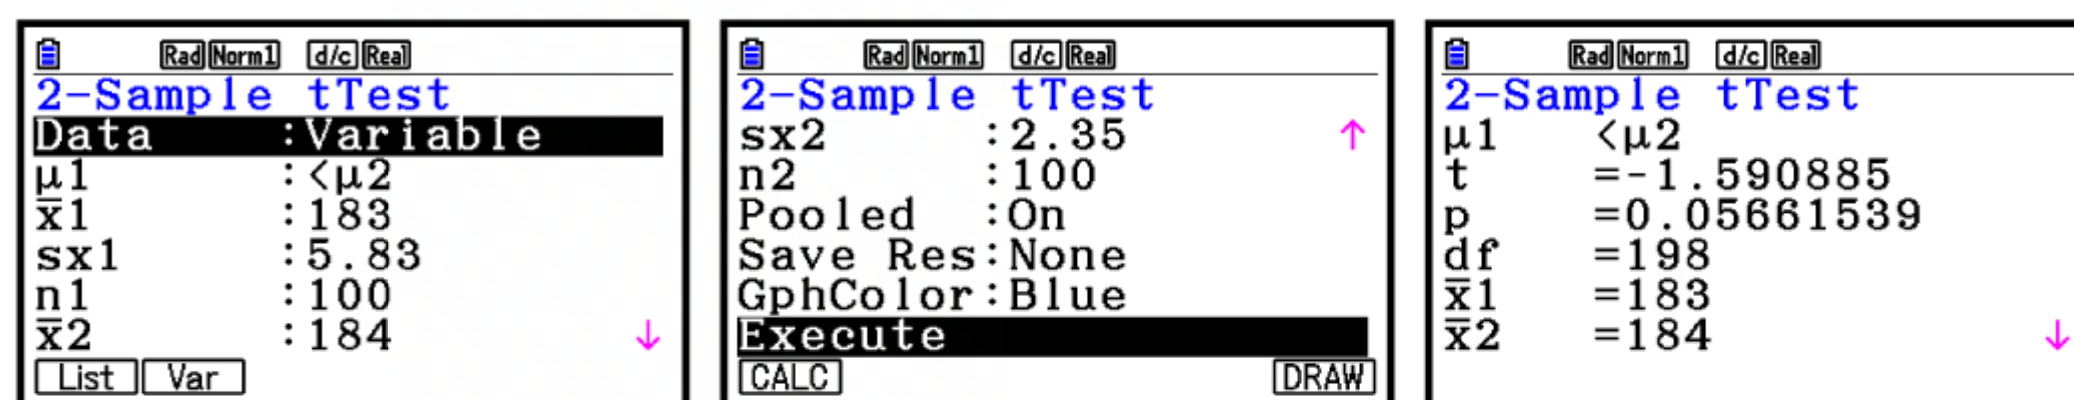 Rad Norm1 d/c Real
2-Sample tTest
Data :Variable
μ1 :<μ2
x̄1 :183
sx1 :5.83
n1 :100
x̄2 :184
List Var
Rad Norm1 d/c Real
2-Sample tTest
sx2 :2.35
n2 :100
Pooled :On
Save Res:None
GphColor:Blue
Execute
CALC DRAW
Rad Norm1 d/c Real
2-Sample tTest
μ1 <μ2
t =-1.590885
p =0.05661539
df =198
x̄1 =183
x̄2 =184